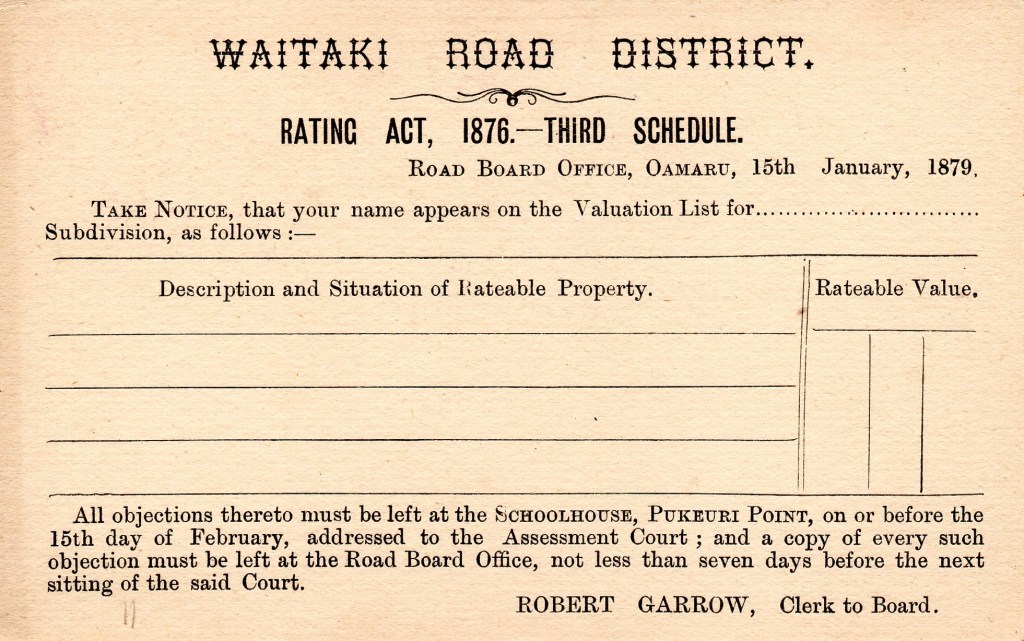 WAITAKI ROAD DISTRICT.
RATING ACT, 1876.—THIRD SCHEDULE.
ROAD BOARD OFFICE, OAMARU, 15th January, 1879.
TAKE NOTICE, that your name appears on the Valuation List for..............................
Subdivision, as follows :—
Description and Situation of Rateable Property.
Rateable Value.
All objections thereto must be left at the SCHOOLHOUSE, PUKEURI POINT, on or before the
15th day of February, addressed to the Assessment Court ; and a copy of every such
objection must be left at the Road Board Office, not less than seven days before the next
sitting of the said Court.
ROBERT GARROW, Clerk to Board.